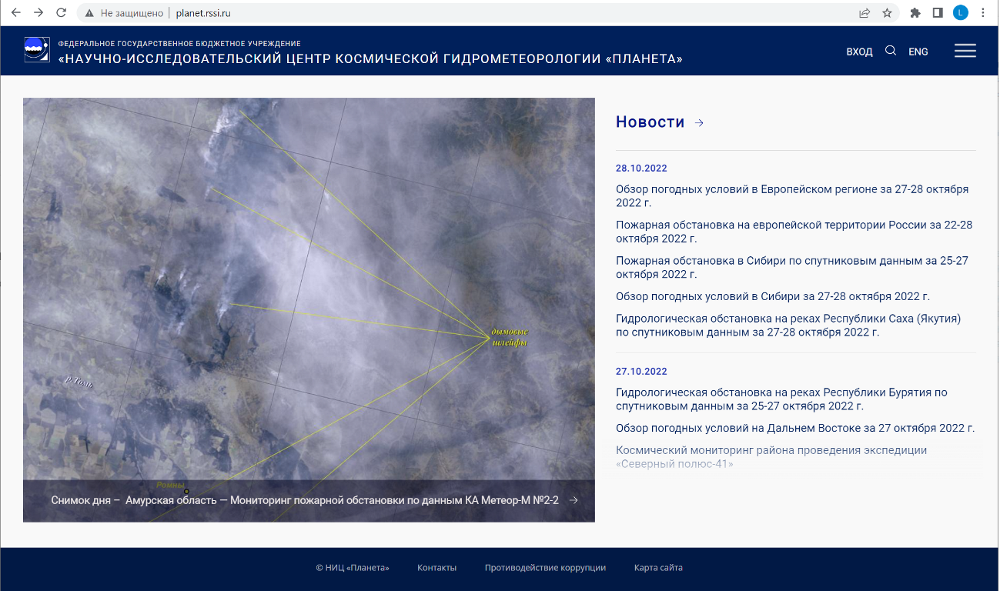 Не защищено
planet.rssi.ru
L
ФЕДЕРАЛЬНОЕ ГОСУДАРСТВЕННОЕ БЮДЖЕТНОЕ УЧРЕЖДЕНИЕ
«НАУЧНО-ИССЛЕДОВАТЕЛЬСКИЙ ЦЕНТР КОСМИЧЕСКОЙ ГИДРОМЕТЕОРОЛОГИИ «ПЛАНЕТА»
ВХОД
ENG
дымовые
шлейфы
р.Томь
Ромны
Снимок дня – Амурская область — Мониторинг пожарной обстановки по данным КА Метеор-М №2-2
Новости
28.10.2022
Обзор погодных условий в Европейском регионе за 27-28 октября
2022 г.
Пожарная обстановка на европейской территории России за 22-28
октября 2022 г.
Пожарная обстановка в Сибири по спутниковым данным за 25-27
октября 2022 г.
Обзор погодных условий в Сибири за 27-28 октября 2022 г.
Гидрологическая обстановка на реках Республики Саха (Якутия)
по спутниковым данным за 27-28 октября 2022 г.
27.10.2022
Гидрологическая обстановка на реках Республики Бурятия по
спутниковым данным за 25-27 октября 2022 г.
Обзор погодных условий на Дальнем Востоке за 27 октября 2022 г.
Космический мониторинг района проведения экспедиции
«Северный полюс-41»
© НИЦ «Планета»
Контакты
Противодействие коррупции
Карта сайта